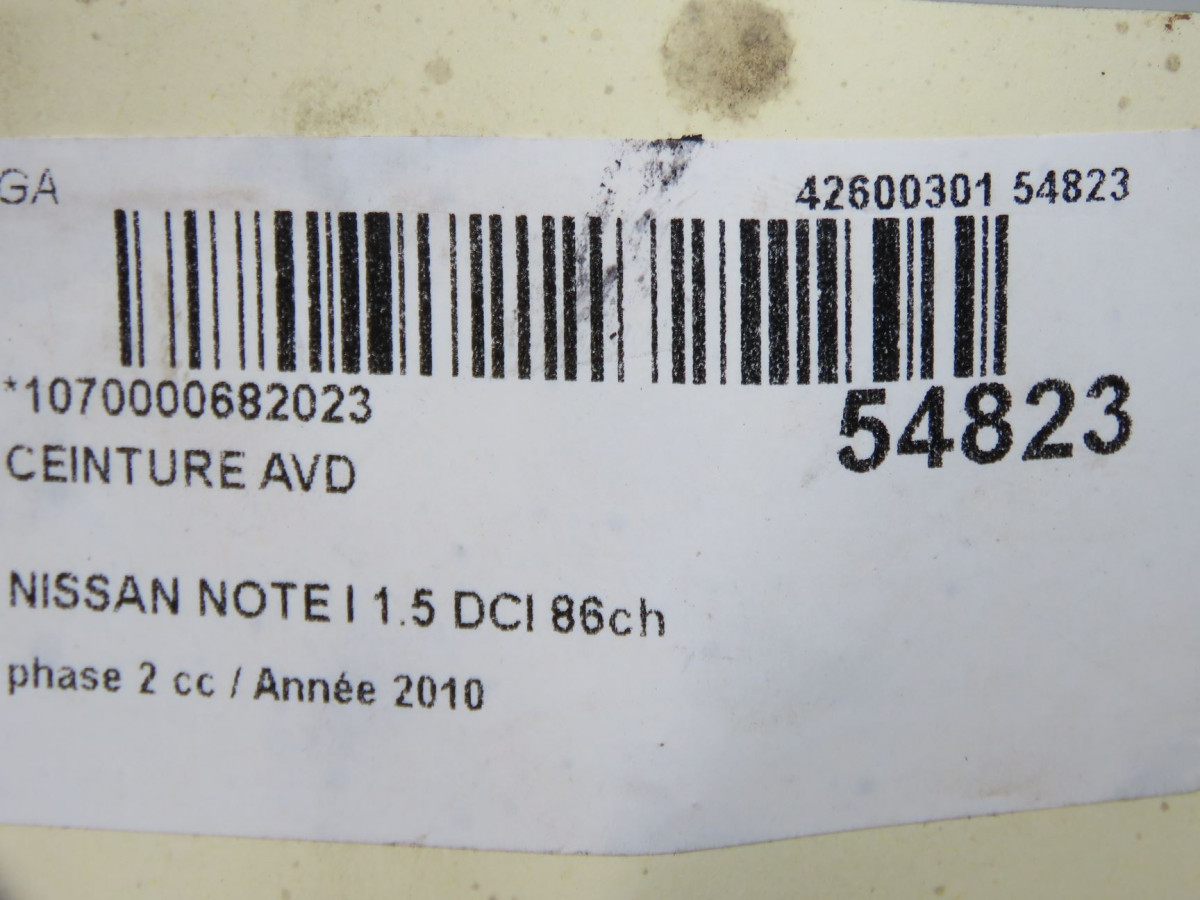 GA 42600301 54823
*1070000682023
54823
CEINTURE AVD
NISSAN NOTE I 1.5 DCI 86ch
phase 2 cc / Année 2010